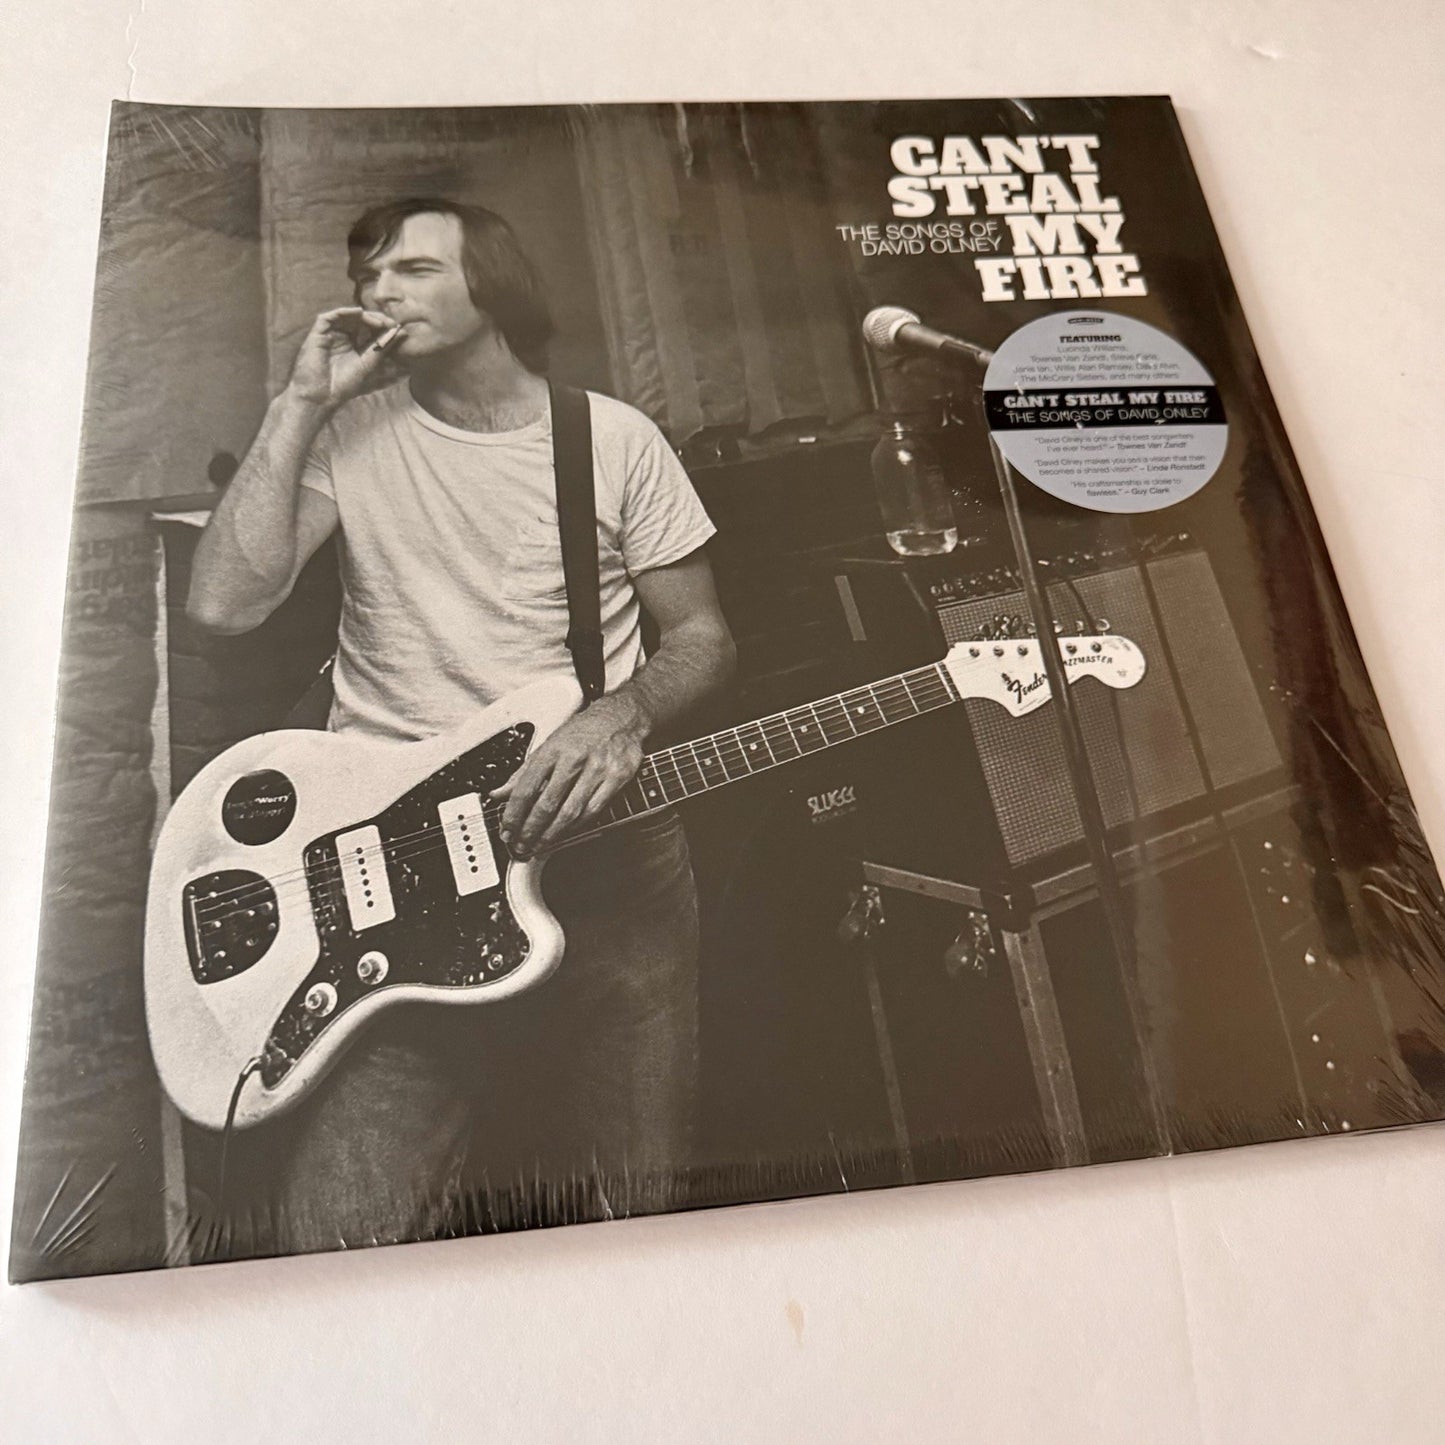 CAN'T
STEAL
MY
FIRE
THE SONGS OF
DAVID OLNEY
FEATURING
Lucinda Williams,
Townes Van Zandt, Steve Earle,
Janis Ian, Willis Alan Ramsey, Dave Alvin,
The McCrary Sisters, and many others
CAN'T STEAL MY FIRE
THE SONGS OF DAVID ONLEY
"David Olney is one of the best songwriters
I've ever heard." – Townes Van Zandt
"David Olney makes you see a vision that then
becomes a shared vision." – Linda Ronstadt
"His craftsmanship is close to
flawless." – Guy Clark
Fender
JAZZMASTER
"Worry"
SLUGGE